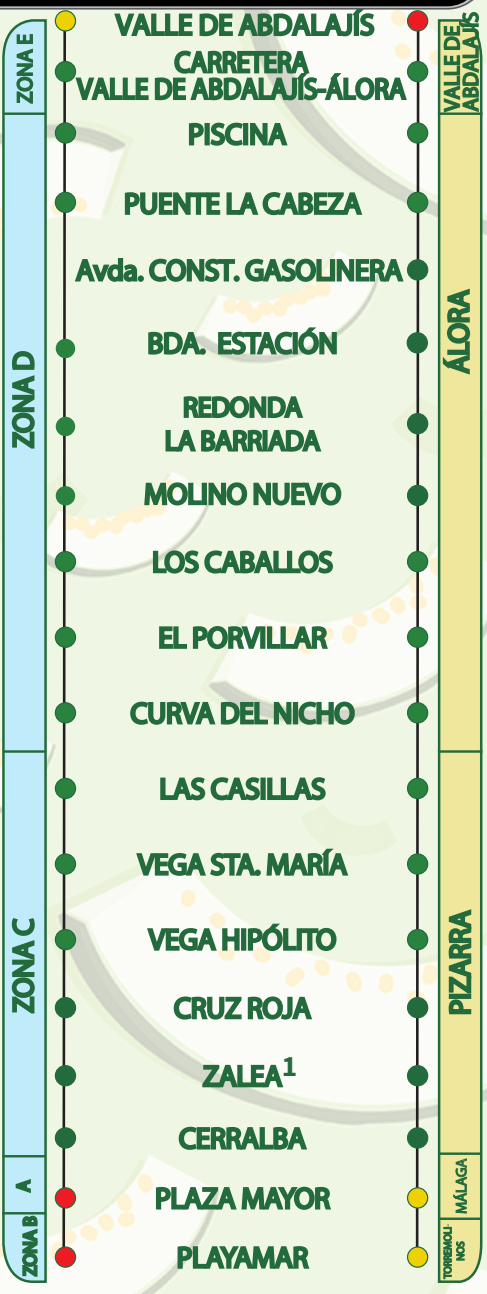 ZONA E
VALLE DE ABDALAJÍS
CARRETERA
VALLE DE ABDALAJÍS-ÁLORA
VALLE DE
ABDALAJÍS
ZONA D
PISCINA
PUENTE LA CABEZA
Avda. CONST. GASOLINERA
BDA. ESTACIÓN
REDONDA
LA BARRIADA
MOLINO NUEVO
LOS CABALLOS
EL PORVILLAR
CURVA DEL NICHO
ÁLORA
ZONA C
LAS CASILLAS
VEGA STA. MARÍA
VEGA HIPÓLITO
CRUZ ROJA
ZALEA¹
CERRALBA
PIZARRA
A
PLAZA MAYOR
MÁLAGA
ZONA B
PLAYAMAR
TORREMOLI-
NOS